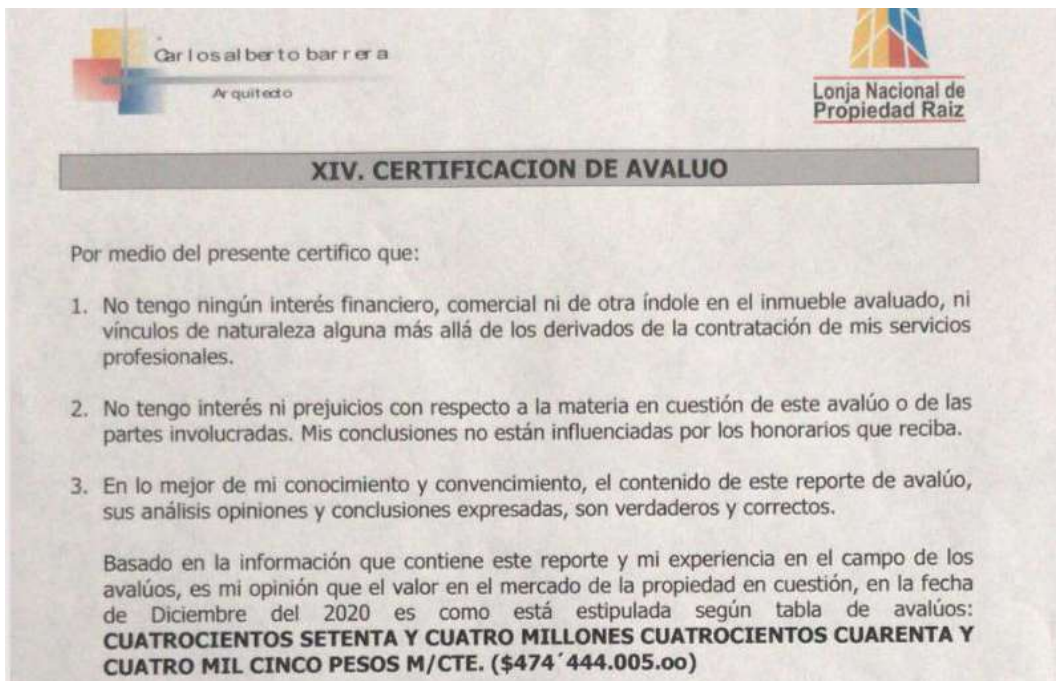 Carlosalberto barrera
Arquitecto
Lonja Nacional de
Propiedad Raiz
XIV. CERTIFICACION DE AVALUO
Por medio del presente certifico que:
1. No tengo ningún interés financiero, comercial ni de otra índole en el inmueble avaluado, ni
vínculos de naturaleza alguna más allá de los derivados de la contratación de mis servicios
profesionales.
2. No tengo interés ni prejuicios con respecto a la materia en cuestión de este avalúo o de las
partes involucradas. Mis conclusiones no están influenciadas por los honorarios que reciba.
3. En lo mejor de mi conocimiento y convencimiento, el contenido de este reporte de avalúo,
sus análisis opiniones y conclusiones expresadas, son verdaderos y correctos.
Basado en la información que contiene este reporte y mi experiencia en el campo de los
avalúos, es mi opinión que el valor en el mercado de la propiedad en cuestión, en la fecha
de Diciembre del 2020 es como está estipulada según tabla de avalúos:
CUATROCIENTOS SETENTA Y CUATRO MILLONES CUATROCIENTOS CUARENTA Y
CUATRO MIL CINCO PESOS M/CTE. ($474´444.005.oo)